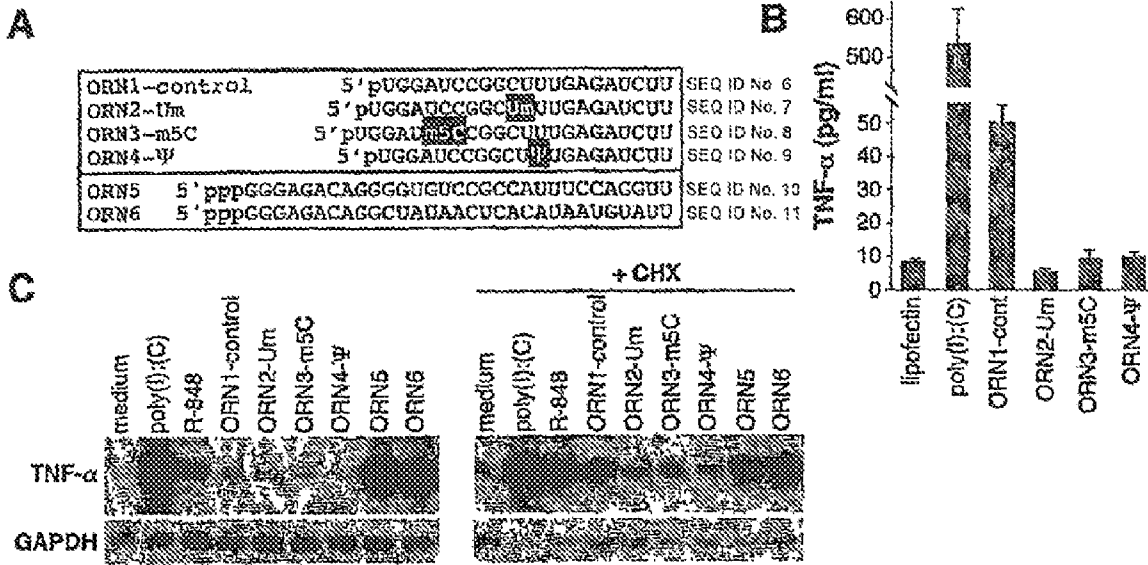 A
ORN1-control 5'pUGGAUCCGGCUUUGAGAUCUU SEQ ID No. 6
ORN2-Um 5'pUGGAUCCGGCUmUUGAGAUCUU SEQ ID No. 7
ORN3-m5C 5'pUGGAUm5CCGGCUUUGAGAUCUU SEQ ID No. 8
ORN4-Ψ 5'pUGGAUCCGGCUΨUGAGAUCUU SEQ ID No. 9
ORN5 5'pppGGGAGACAGGGGUGUCCGCCAUUUCCAGGUU SEQ ID No. 10
ORN6 5'pppGGGAGACAGGCUAUAACUCACAUAAUGUAUU SEQ ID No. 11
B
TNF-α (pg/ml)
600
500
50
40
30
20
10
0
lipofectin
poly(I):(C)
ORN1-cont
ORN2-Um
ORN3-m5C
ORN4-Ψ
C
+ CHX
medium
poly(I):(C)
R-848
ORN1-control
ORN2-Um
ORN3-m5C
ORN4-Ψ
ORN5
ORN6
medium
poly(I):(C)
R-848
ORN1-control
ORN2-Um
ORN3-m5C
ORN4-Ψ
ORN5
ORN6
TNF-α
GAPDH